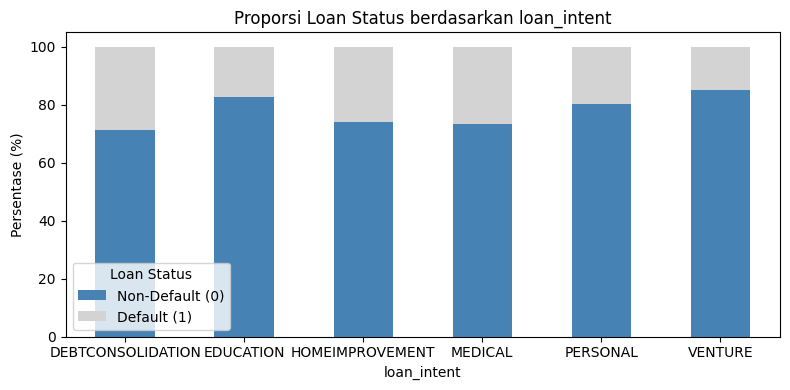 Proporsi Loan Status berdasarkan loan_intent
Persentase (%)
100
80
60
40
20
0
Loan Status
Non-Default (0)
Default (1)
DEBTCONSOLIDATION EDUCATION HOMEIMPROVEMENT MEDICAL PERSONAL VENTURE
loan_intent